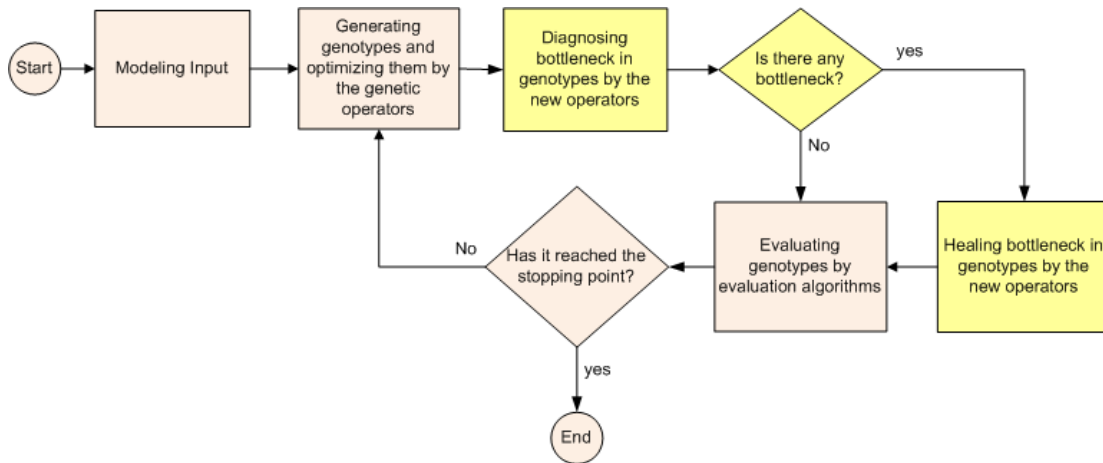 Start
Modeling Input
Generating
genotypes and
optimizing them by
the genetic
operators
Diagnosing
bottleneck in
genotypes by the
new operators
Is there any
bottleneck?
yes
No
Healing bottleneck in
genotypes by the
new operators
Evaluating
genotypes by
evaluation algorithms
Has it reached the
stopping point?
No
yes
End